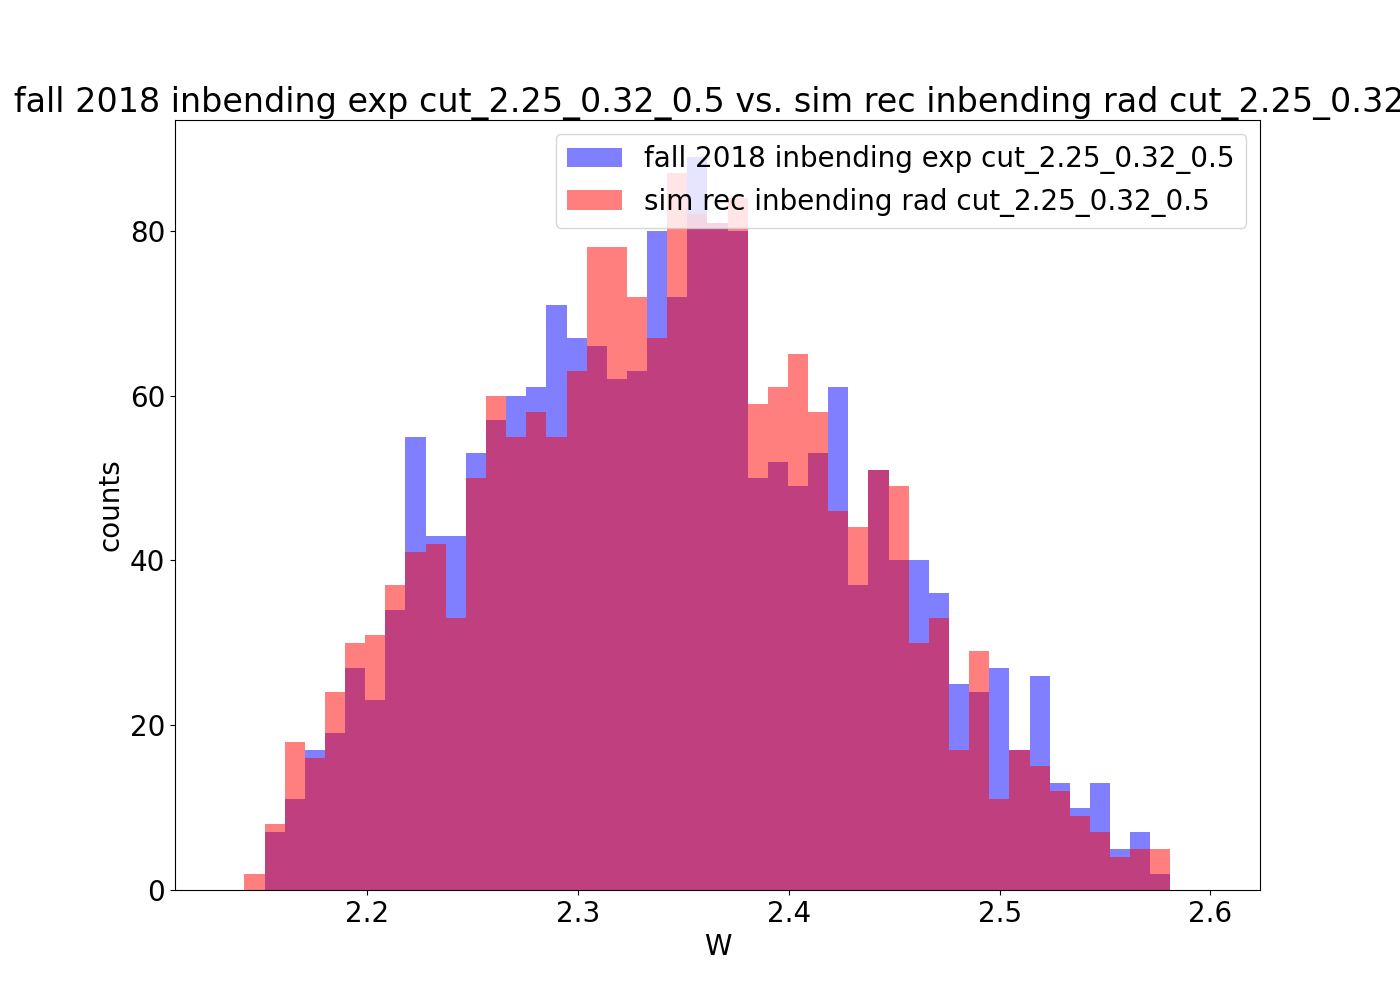 fall 2018 inbending exp cut_2.25_0.32_0.5 vs. sim rec inbending rad cut_2.25_0.32
fall 2018 inbending exp cut_2.25_0.32_0.5
sim rec inbending rad cut_2.25_0.32_0.5
80
60
40
20
0
counts
2.2 2.3 2.4 2.5 2.6
W